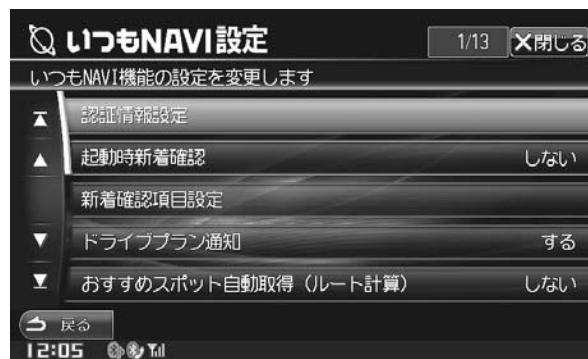 いつもNAVI設定
1/13 ×閉じる
いつもNAVI機能の設定を変更します
認証情報設定
起動時新着確認 しない
新着確認項目設定
ドライブプラン通知 する
おすすめスポット自動取得（ルート計算） しない
戻る
12:05